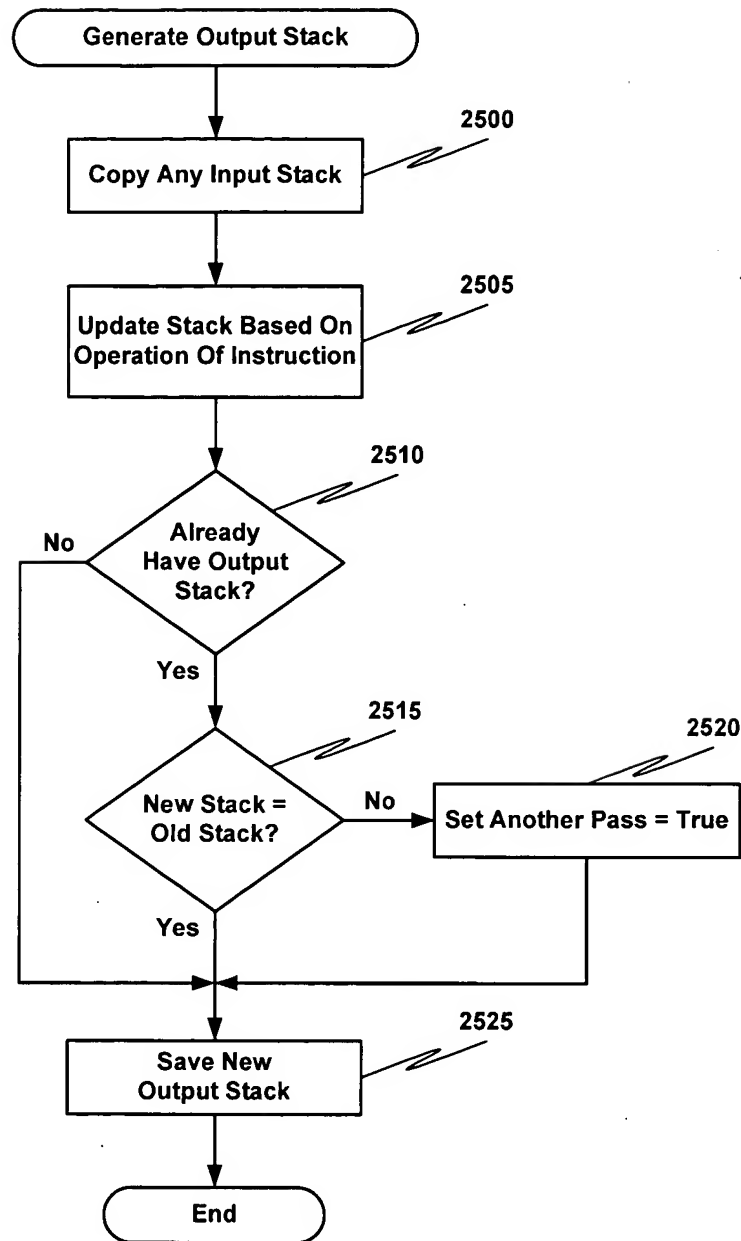 Generate Output Stack
2500
Copy Any Input Stack
2505
Update Stack Based On
Operation Of Instruction
2510
Already
Have Output
Stack?
No
Yes
2515
2520
New Stack =
Old Stack?
No
Set Another Pass = True
Yes
2525
Save New
Output Stack
End